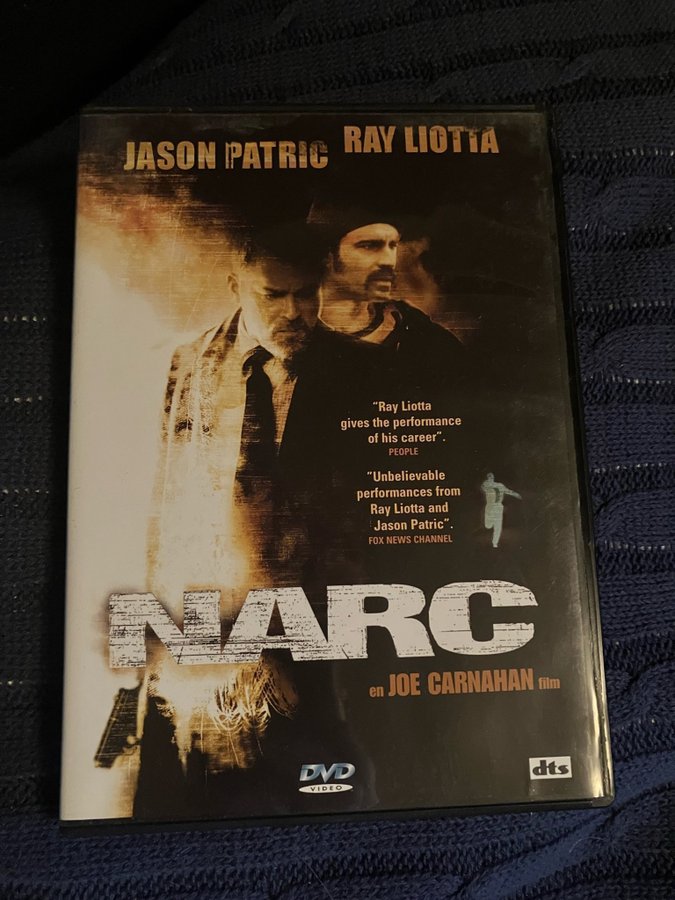 JASON PATRIC RAY LIOTTA
"Ray Liotta
gives the performance
of his career".
PEOPLE
"Unbelievable
performances from
Ray Liotta and
Jason Patric".
FOX NEWS CHANNEL
NARC
en JOE CARNAHAN film
DVD
VIDEO
dts